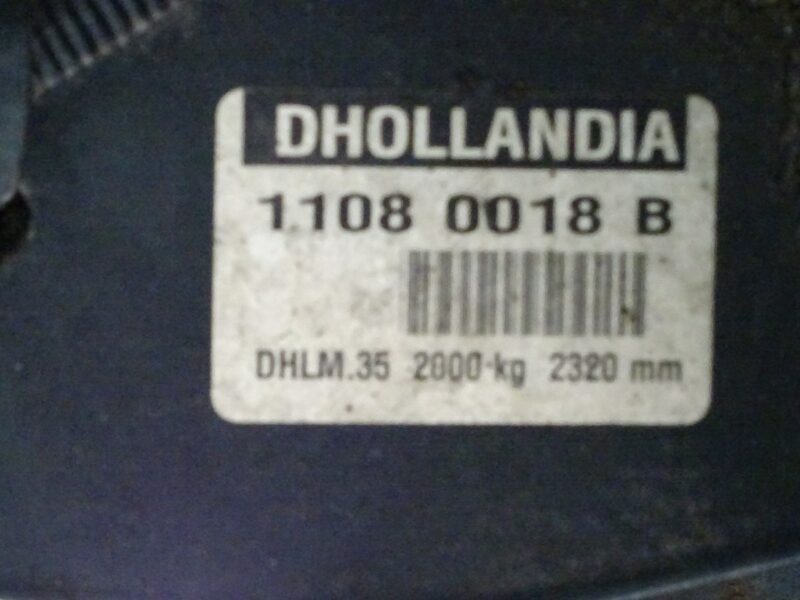 DHOLLANDIA
1108 0018 B
DHLM.35 2000 kg 2320 mm